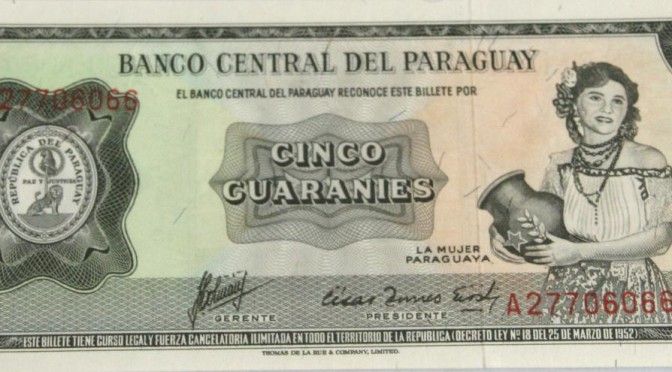 BANCO CENTRAL DEL PARAGUAY
27706066
EL BANCO CENTRAL DEL PARAGUAY RECONOCE ESTE BILLETE POR
REPÚBLICA DEL PARAGUAY
PAZ Y JUSTICIA
CINCO
GUARANIES
LA MUJER
PARAGUAYA
GERENTE
PRESIDENTE
A27706066
ESTE BILLETE TIENE CURSO LEGAL Y FUERZA CANCELATORIA ILIMITADA EN TODO EL TERRITORIO DE LA REPUBLICA (DECRETO LEY Nº 18 DEL 25 DE MARZO DE 1952)
THOMAS DE LA RUE & COMPANY, LIMITED.